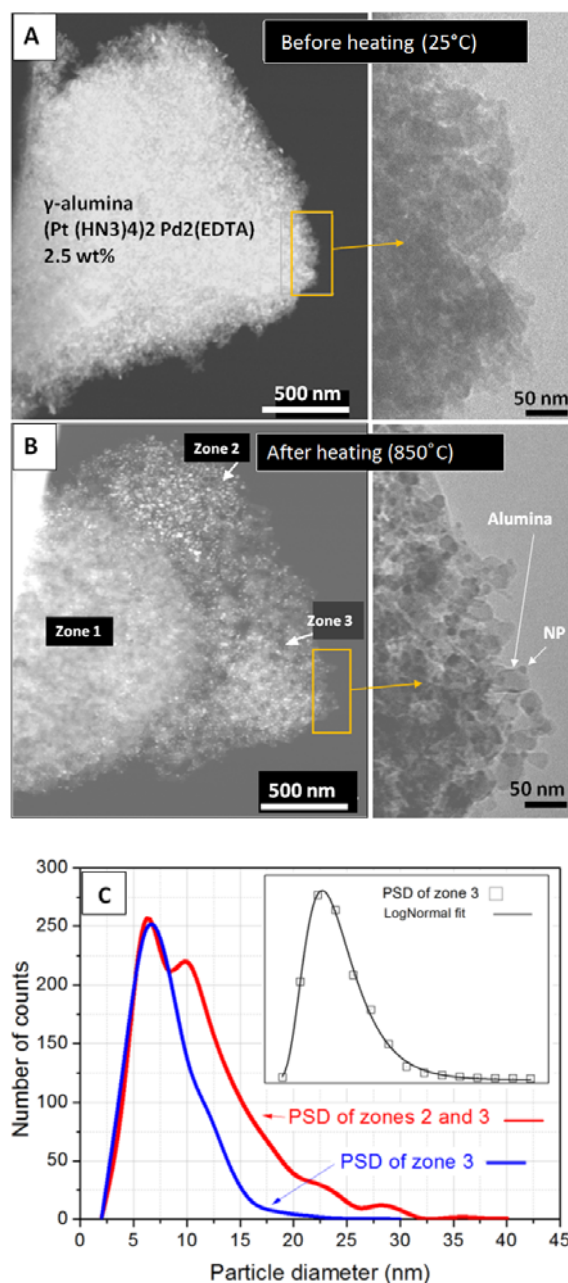 A
Before heating (25°C)
γ-alumina
(Pt (HN3)4)2 Pd2(EDTA)
2.5 wt%
500 nm
50 nm
B
Zone 2
After heating (850°C)
Alumina
Zone 1
Zone 3
NP
500 nm
50 nm
C
300
250
200
150
100
50
0
Number of counts
PSD of zone 3
LogNormal fit
PSD of zones 2 and 3
PSD of zone 3
0 5 10 15 20 25 30 35 40 45
Particle diameter (nm)